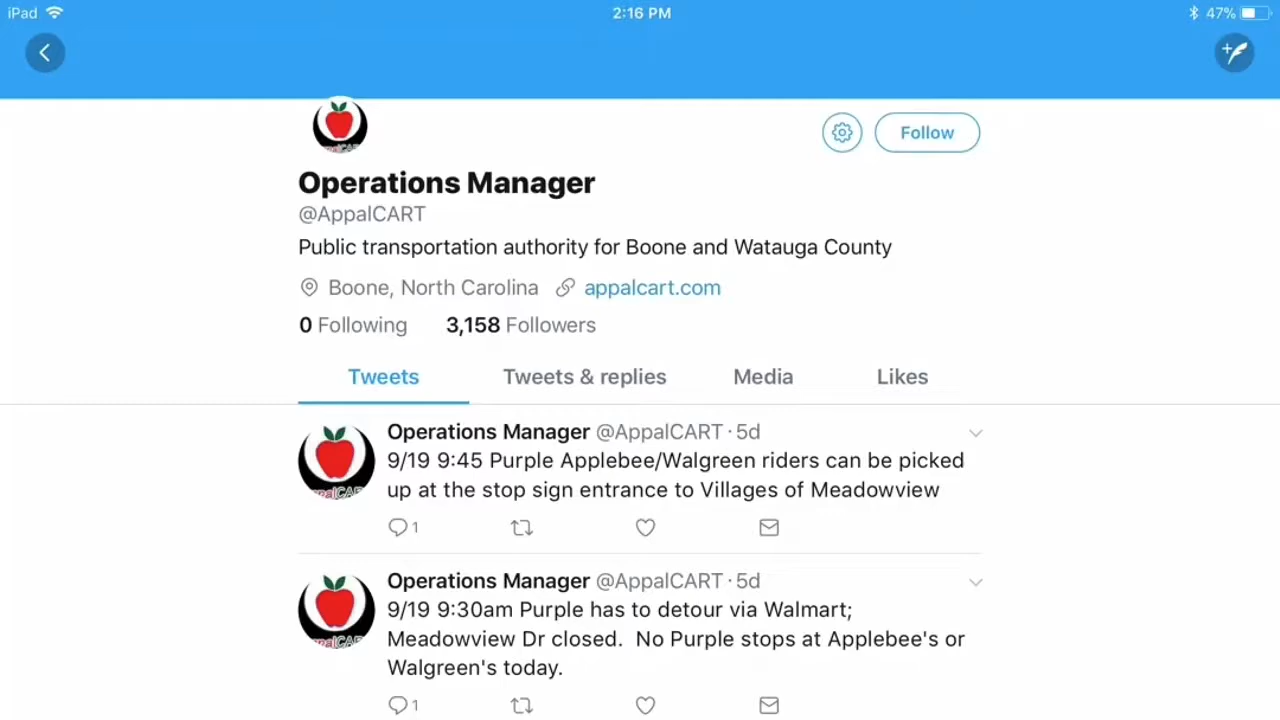 iPad 2:16 PM 47%
Follow
Operations Manager
@AppalCART
Public transportation authority for Boone and Watauga County
Boone, North Carolina appalcart.com
0 Following 3,158 Followers
Tweets Tweets & replies Media Likes
Operations Manager @AppalCART · 5d
9/19 9:45 Purple Applebee/Walgreen riders can be picked
up at the stop sign entrance to Villages of Meadowview
1
Operations Manager @AppalCART · 5d
9/19 9:30am Purple has to detour via Walmart;
Meadowview Dr closed.  No Purple stops at Applebee's or
Walgreen's today.
1